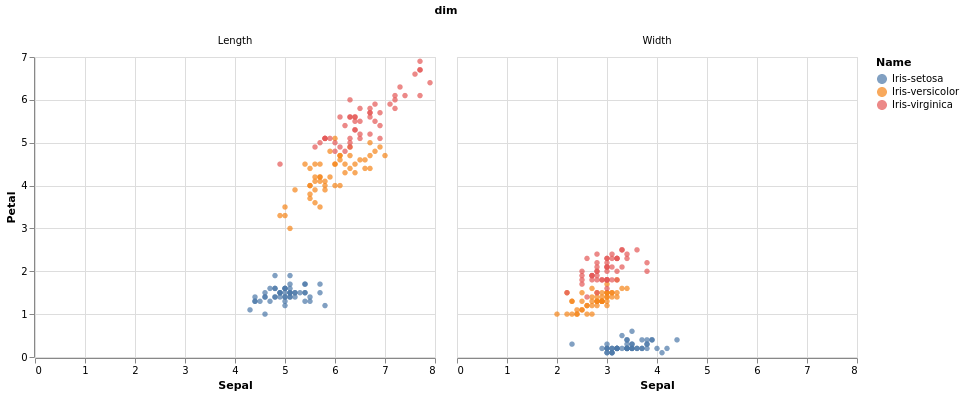 dim
Length
Width
Name
Iris-setosa
Iris-versicolor
Iris-virginica
Petal
7
6
5
4
3
2
1
0
0 1 2 3 4 5 6 7 8
0 1 2 3 4 5 6 7 8
Sepal
Sepal